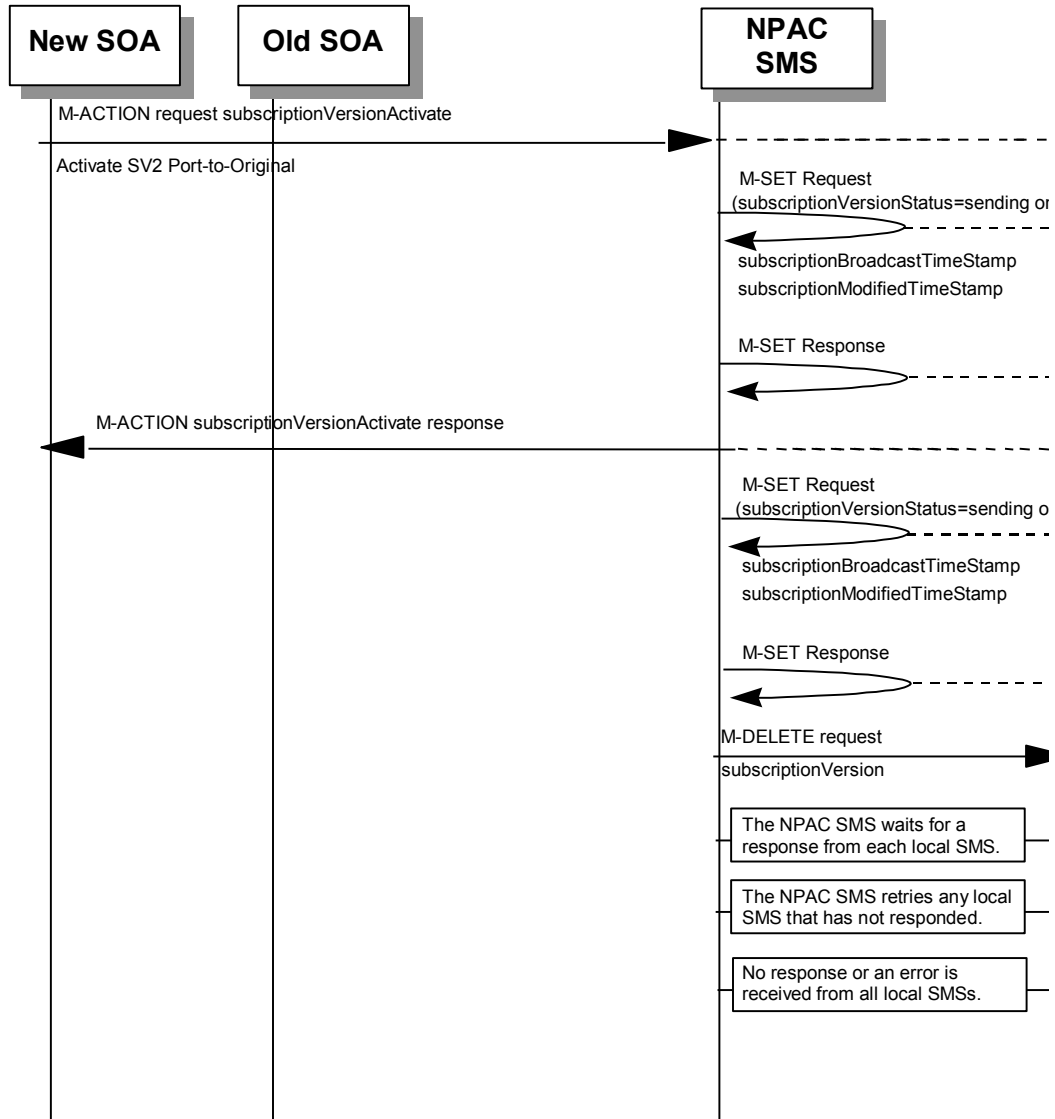 New SOA
Old SOA
NPAC
SMS
M-ACTION request subscriptionVersionActivate
Activate SV2 Port-to-Original
M-SET Request
(subscriptionVersionStatus=sending
subscriptionBroadcastTimeStamp
subscriptionModifiedTimeStamp
M-SET Response
M-ACTION subscriptionVersionActivate response
M-SET Request
(subscriptionVersionStatus=sending
subscriptionBroadcastTimeStamp
subscriptionModifiedTimeStamp
M-SET Response
M-DELETE request
subscriptionVersion
The NPAC SMS waits for a
response from each local SMS.
The NPAC SMS retries any local
SMS that has not responded.
No response or an error is
received from all local SMSs.